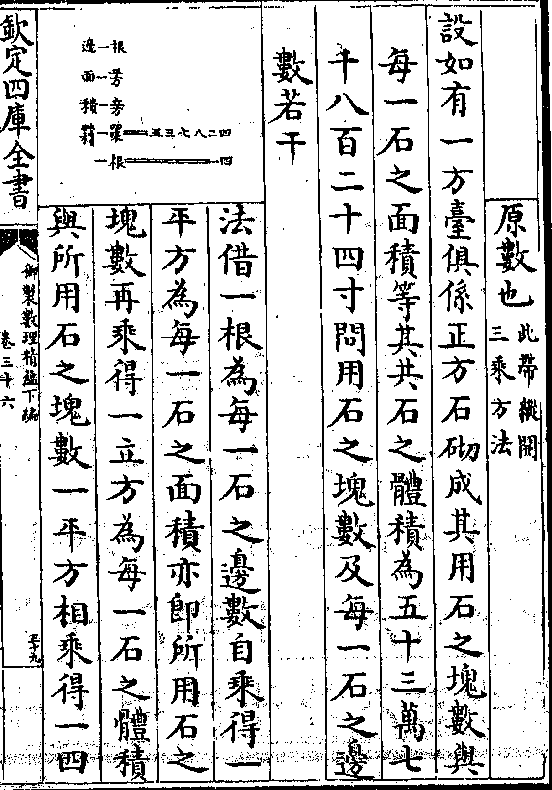 原數也此帶縱開三乘方法
設如有一方臺俱係正方石砌成其用石之塊數與
每一石之面積等其共石之體積為五十三萬七
千八百二十四寸問用石之塊數及每一石之邊
數若干
根一邊
方一面
一積
四二八七三五
四 根一
法借一根為每一石之邊數自乘得一
平方為每一石之面積亦即所用石之
塊數再乘得一立方為每一石之體積
與所用石之塊數一平方相乘得一四
欽定四庫全書
御製數理精蘊下編
卷三十六
三十九